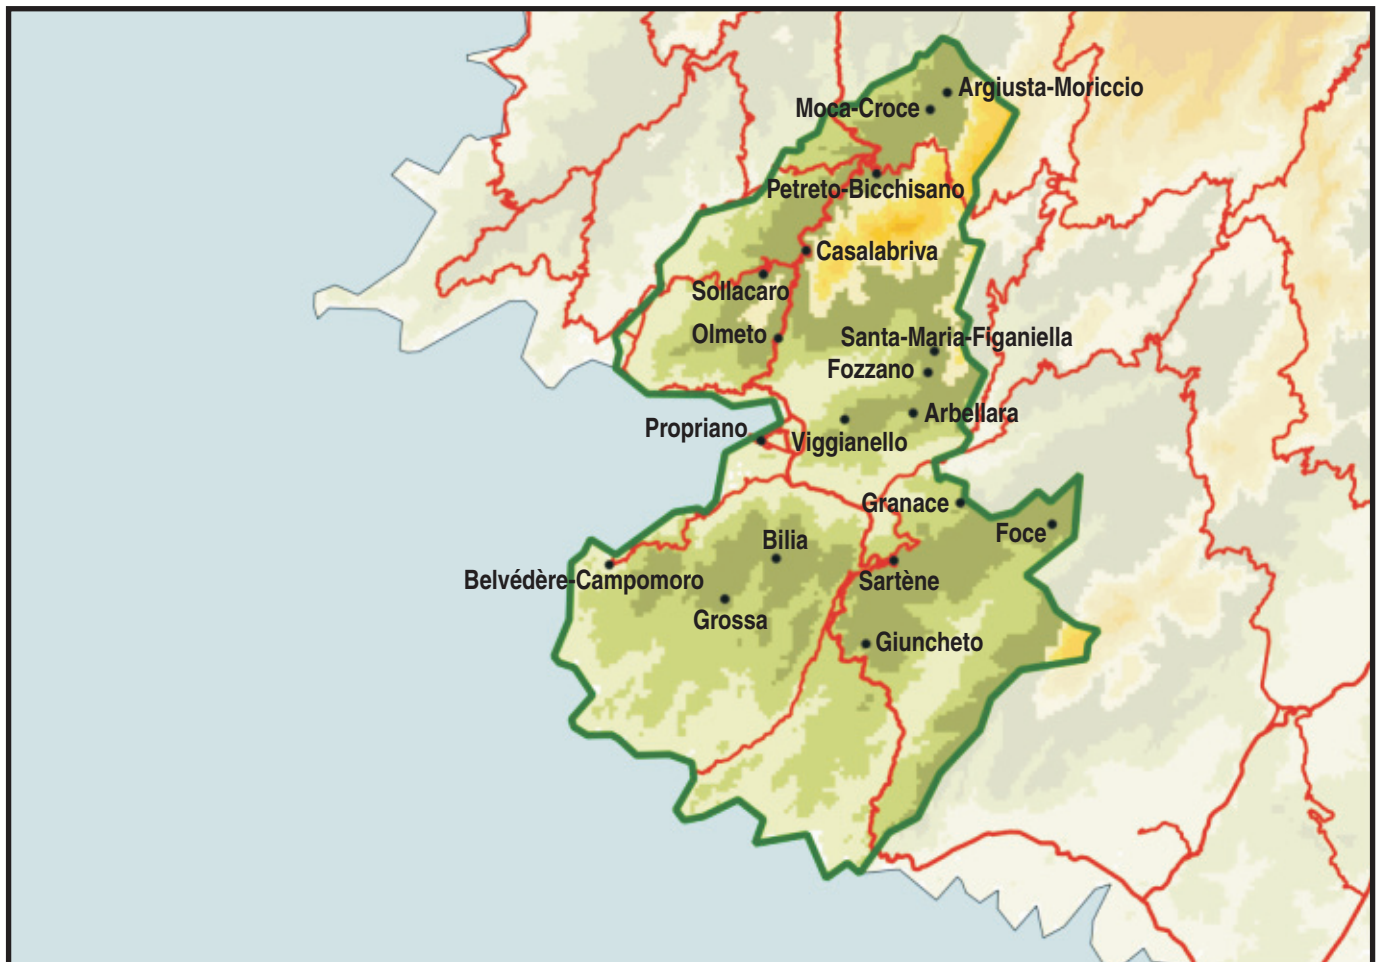 Argiusta-Moriccio
Moca-Croce
Petreto-Bicchisano
Casalabriva
Sollacaro
Olmeto
Santa-Maria-Figaniella
Fozzano
Arbellara
Propriano
Viggianello
Granace
Foce
Bilia
Belvédère-Campomoro
Sartène
Grossa
Giuncheto